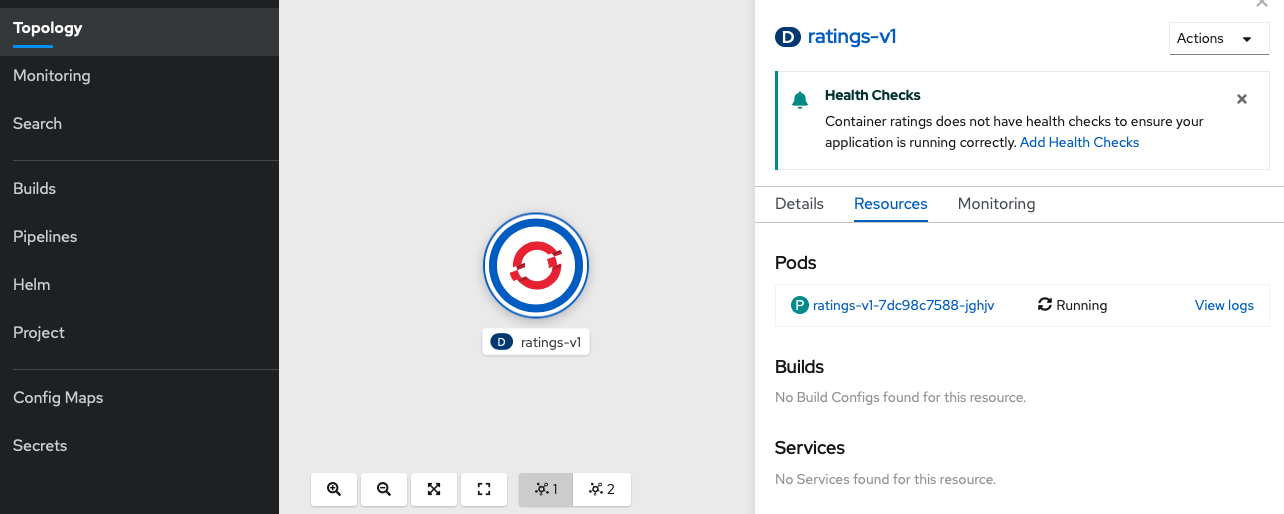 Topology
Monitoring
Search
Builds
Pipelines
Helm
Project
Config Maps
Secrets
D ratings-v1
1
2
D ratings-v1
Actions
Health Checks
Container ratings does not have health checks to ensure your
application is running correctly. Add Health Checks
Details Resources Monitoring
Pods
P ratings-v1-7dc98c7588-jghjv Running View logs
Builds
No Build Configs found for this resource.
Services
No Services found for this resource.